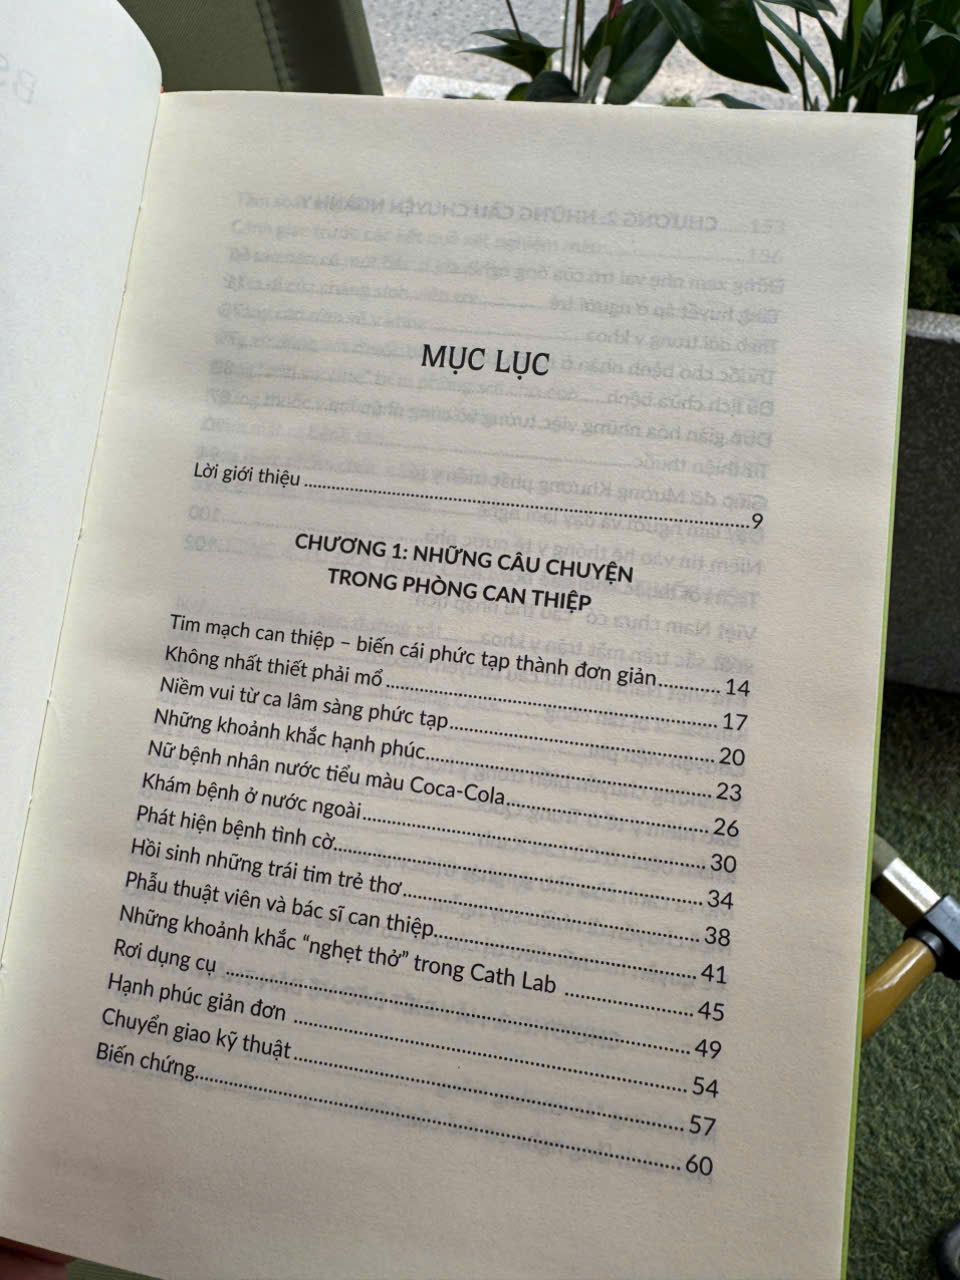 MỤC LỤC
Lời giới thiệu ........ 9
CHƯƠNG 1: NHỮNG CÂU CHUYỆN
TRONG PHÒNG CAN THIỆP
Tim mạch can thiệp – biến cái phức tạp thành đơn giản ........ 14
Không nhất thiết phải mổ ........ 17
Niềm vui từ ca lâm sàng phức tạp ........ 20
Những khoảnh khắc hạnh phúc ........ 23
Nữ bệnh nhân nước tiểu màu Coca-Cola ........ 26
Khám bệnh ở nước ngoài ........ 30
Phát hiện bệnh tình cờ ........ 34
Hồi sinh những trái tim trẻ thơ ........ 38
Phẫu thuật viên và bác sĩ can thiệp ........ 41
Những khoảnh khắc “nghẹt thở” trong Cath Lab ........ 45
Rơi dụng cụ ........ 49
Hạnh phúc giản đơn ........ 54
Chuyển giao kỹ thuật ........ 57
Biến chứng ........ 60